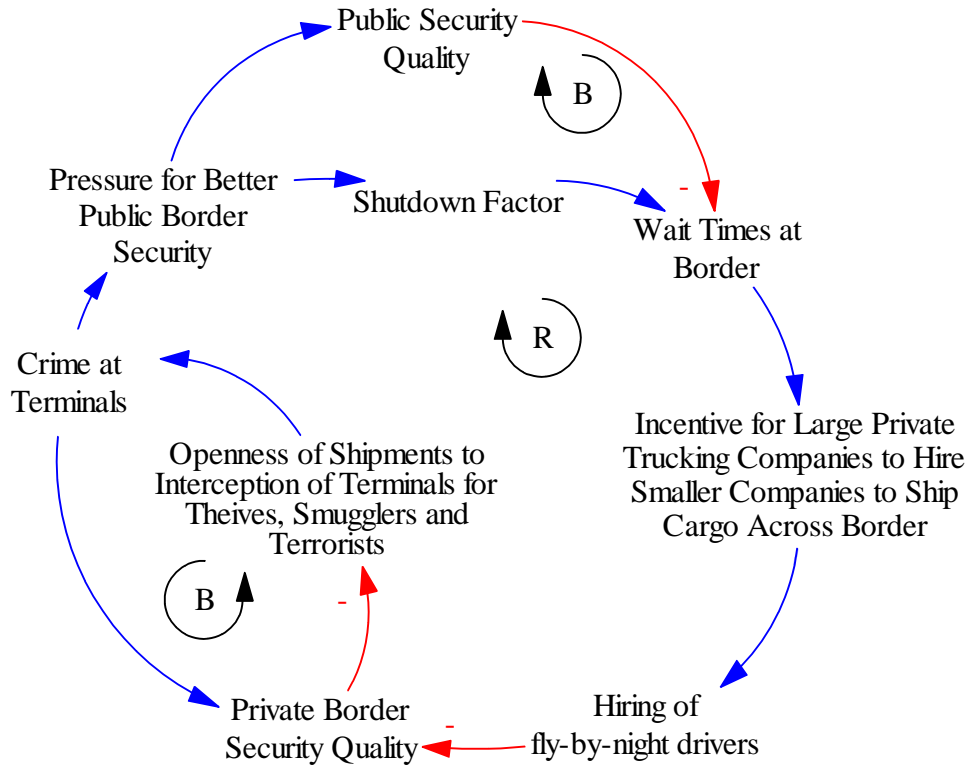 Public Security
Quality
B
-
Pressure for Better
Public Border
Security
Shutdown Factor
Wait Times at
Border
R
Crime at
Terminals
Openness of Shipments to
Interception of Terminals for
Theives, Smugglers and
Terrorists
Incentive for Large Private
Trucking Companies to Hire
Smaller Companies to Ship
Cargo Across Border
B
-
Private Border
Security Quality
-
Hiring of
fly-by-night drivers